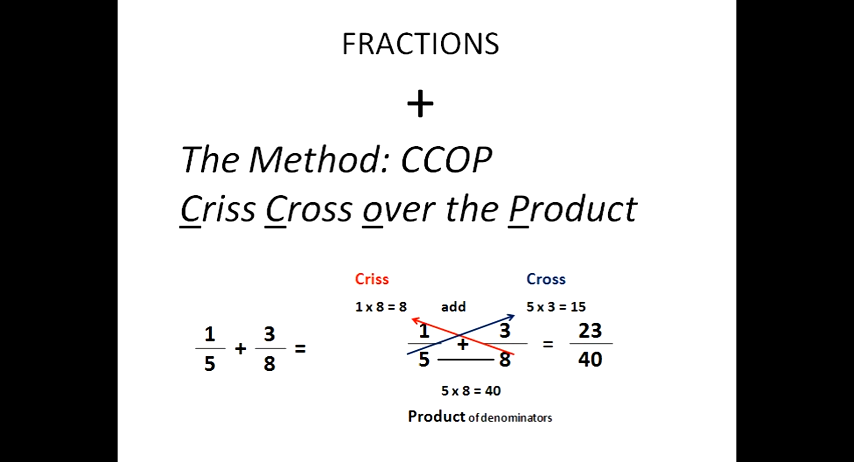 FRACTIONS
+
The Method: CCOP
Criss Cross over the Product
Criss Cross
1 x 8 = 8 add 5 x 3 = 15
1/5 + 3/8 = 1/5 + 3/8 = 23/40
5 x 8 = 40
Product of denominators